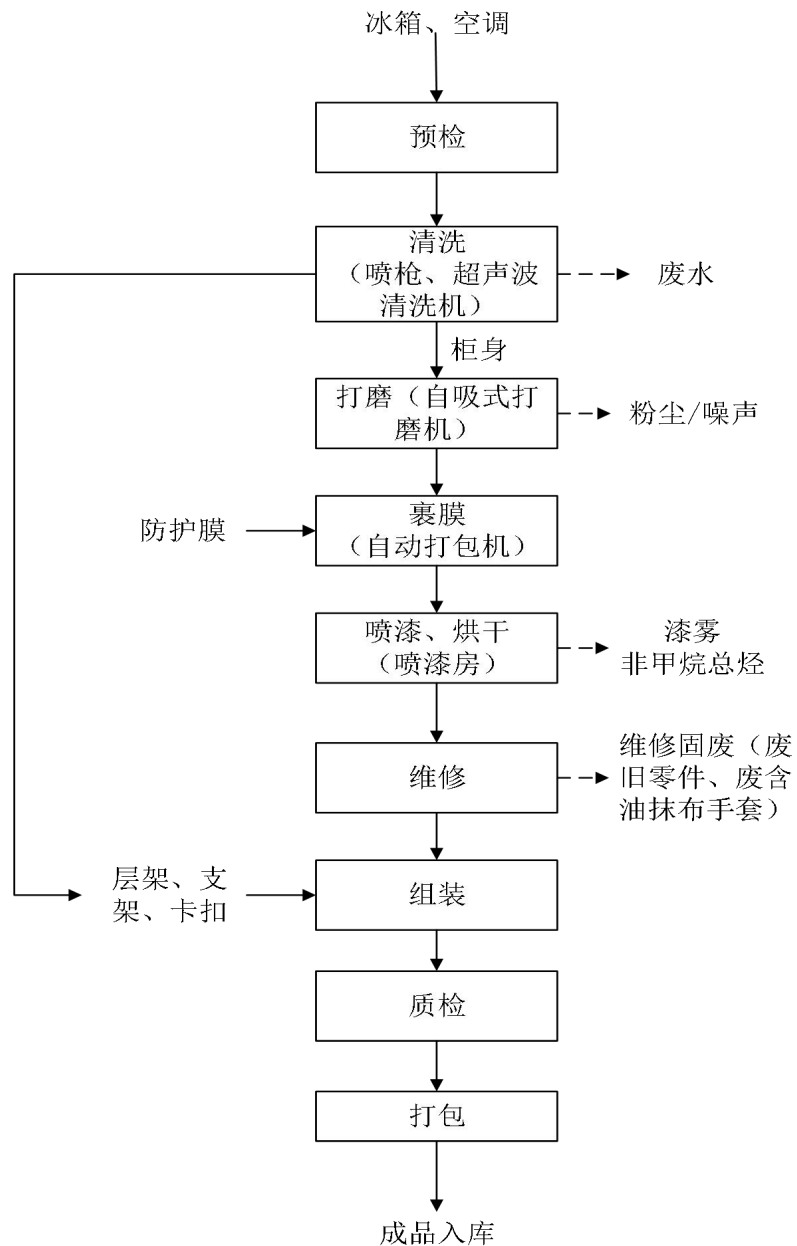 冰箱、空调
预检
清洗
（喷枪、超声波
清洗机）
废水
柜身
打磨（自吸式打
磨机）
粉尘/噪声
防护膜
裹膜
（自动打包机）
喷漆、烘干
（喷漆房）
漆雾
非甲烷总烃
维修
维修固废（废
旧零件、废含
油抹布手套）
层架、支
架、卡扣
组装
质检
打包
成品入库